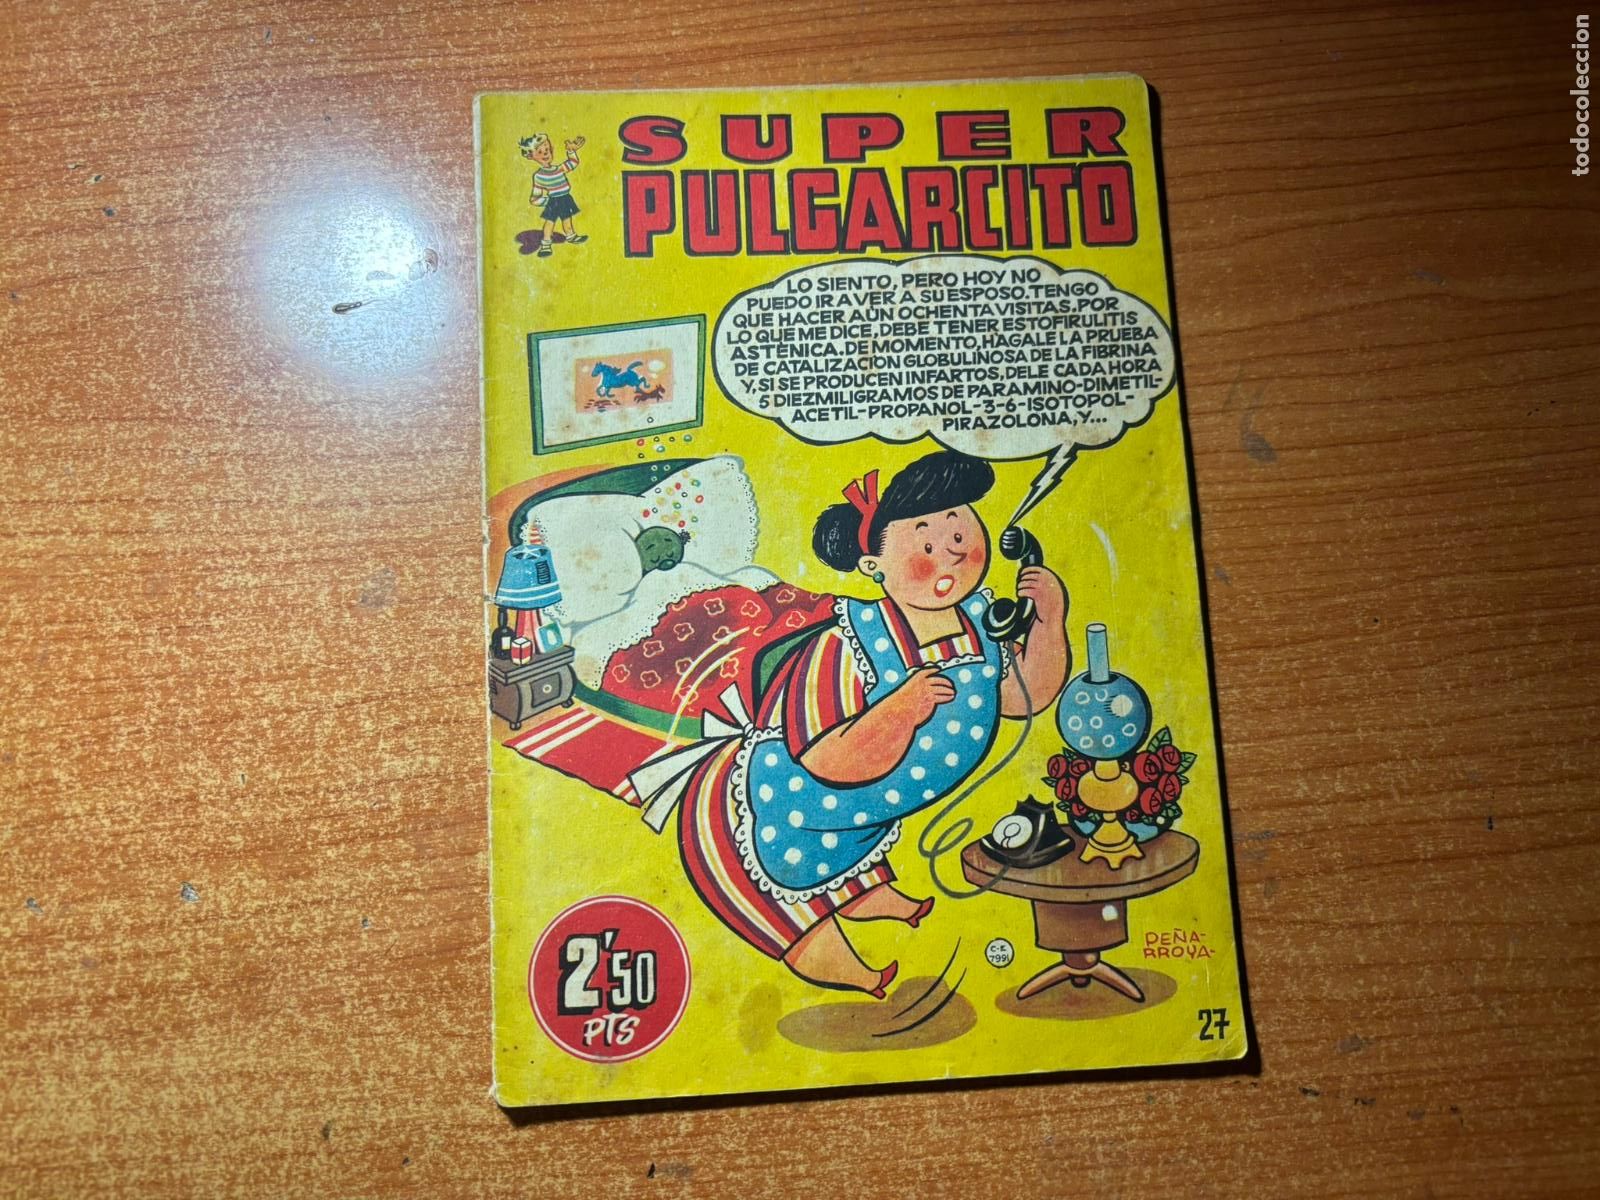 SUPER
PULGARCITO
LO SIENTO, PERO HOY NO
PUEDO IR A VER A SU ESPOSO. TENGO
QUE HACER AÚN OCHENTA VISITAS. POR
LO QUE ME DICE, DEBE TENER ESTOFIRULITIS
ASTÉNICA. DE MOMENTO, HÁGALE LA PRUEBA
DE CATALIZACIÓN GLOBULINOSA DE LA FIBRINA
Y, SI SE PRODUCEN INFARTOS, DELE CADA HORA
5 DIEZMILIGRAMOS DE PARAMINO-DIMETIL-
ACETIL-PROPANOL-3-6-ISOTOPOL-
PIRAZOLONA, Y...
2'50
PTS
C-E
7991
PEÑA-
RROYA-
27
todocoleccion